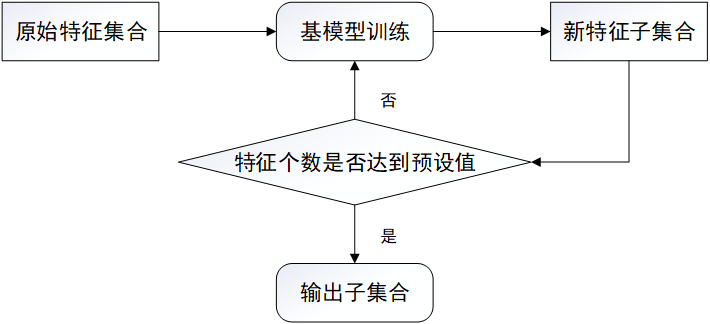 原始特征集合
基模型训练
新特征子集合
否
特征个数是否达到预设值
是
输出子集合